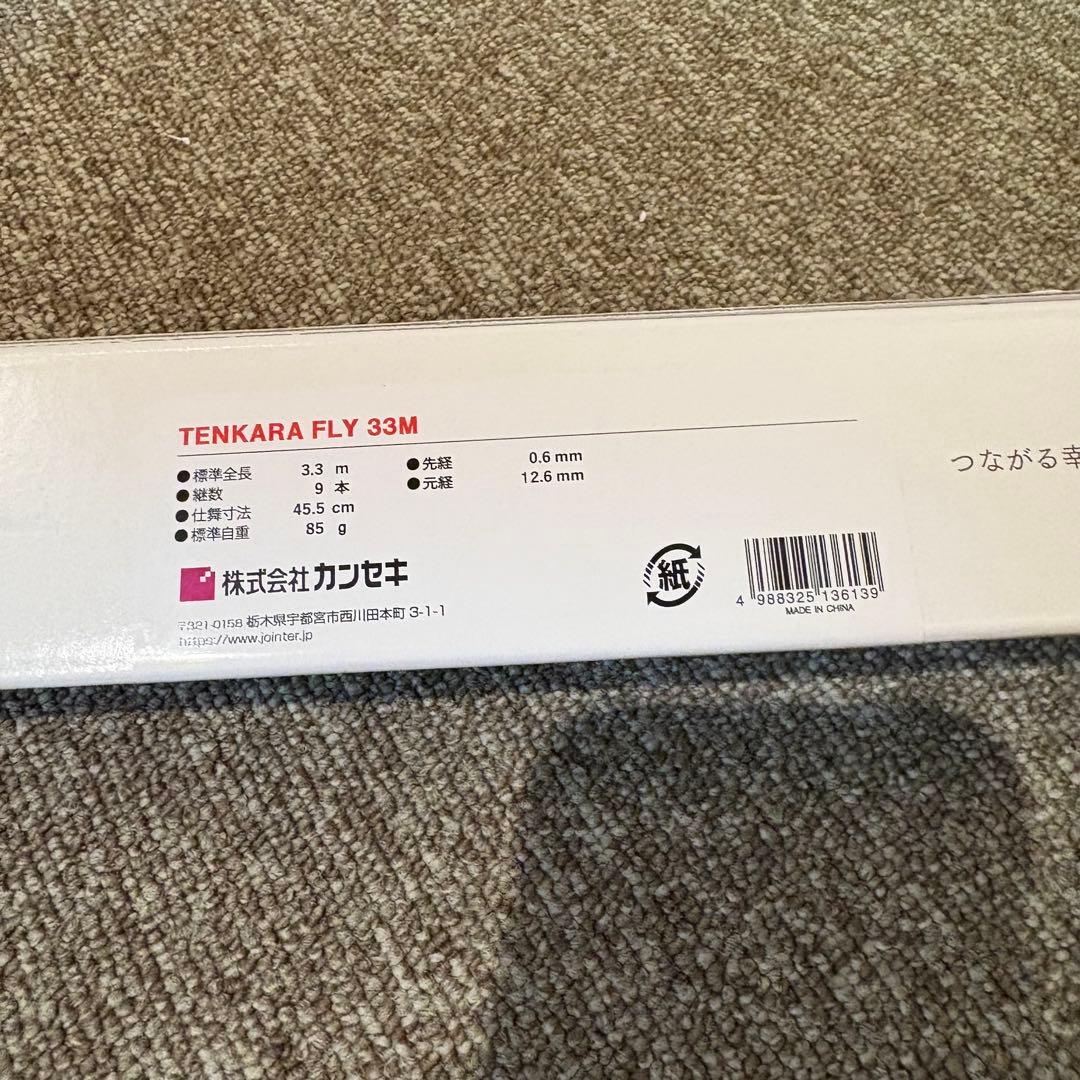 TENKARA FLY 33M
●標準全長 3.3 m
●継数 9 本
●仕舞寸法 45.5 cm
●標準自重 85 g
●先経 0.6 mm
●元経 12.6 mm
株式会社カンセキ
〒321-0158 栃木県宇都宮市西川田本町 3-1-1
https://www.jointer.jp
紙
4 988325 136139
MADE IN CHINA
つながる幸